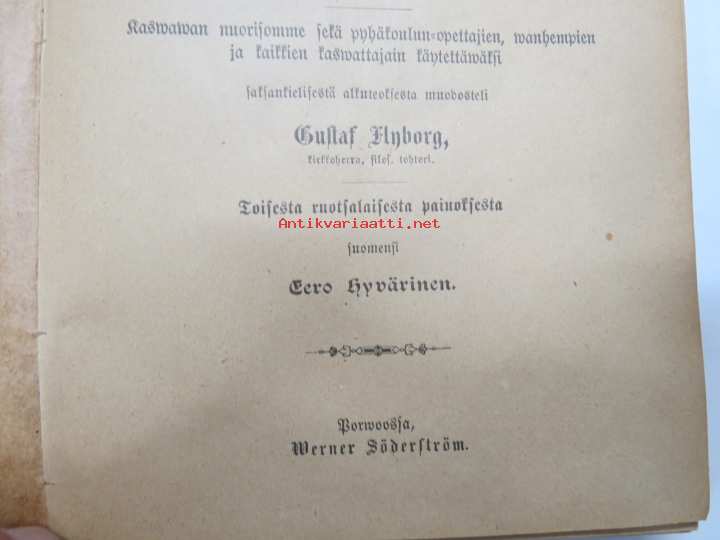 Kaswawan nuorisomme sekä pyhäkoulun-opettajien, wanhempien
ja kaikkien kaswattajain käytettäwäksi
saksankielisestä alkuteoksesta muodosteli
Gustaf Flyborg,
kirkkoherra, filos. tohtori.
Toisesta ruotsalaisesta painoksesta
Antikvariaatti.net
suomensi
Eero Hyvärinen.
Porwoossa,
Werner Söderström.